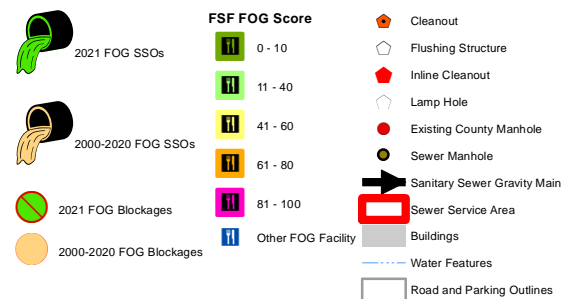 2021 FOG SSOs
2000-2020 FOG SSOs
2021 FOG Blockages
2000-2020 FOG Blockages
FSF FOG Score
0 - 10
11 - 40
41 - 60
61 - 80
81 - 100
Other FOG Facility
Cleanout
Flushing Structure
Inline Cleanout
Lamp Hole
Existing County Manhole
Sewer Manhole
Sanitary Sewer Gravity Main
Sewer Service Area
Buildings
Water Features
Road and Parking Outlines